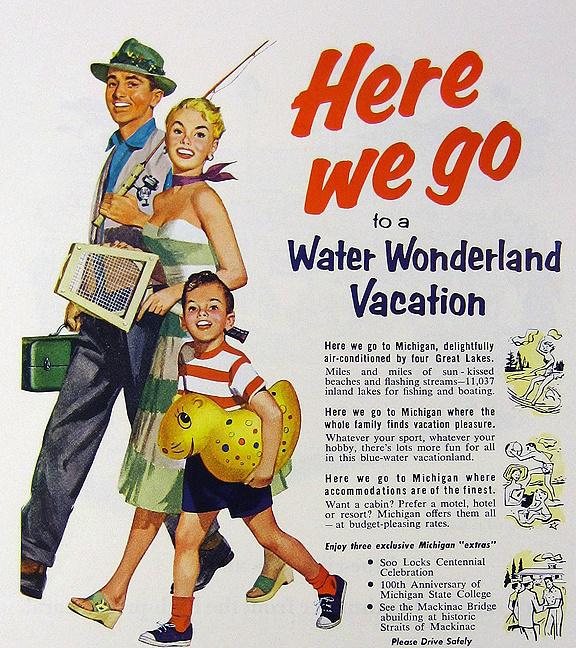 Here
we go
to a
Water Wonderland
Vacation
Here we go to Michigan, delightfully
air-conditioned by four Great Lakes.
Miles and miles of sun-kissed
beaches and flashing streams—11,037
inland lakes for fishing and boating.
Here we go to Michigan where the
whole family finds vacation pleasure.
Whatever your sport, whatever your
hobby, there's lots more fun for all
in this blue-water vacationland.
Here we go to Michigan where
accommodations are of the finest.
Want a cabin? Prefer a motel, hotel
or resort? Michigan offers them all
—at budget-pleasing rates.
Enjoy three exclusive Michigan "extras"
• Soo Locks Centennial
Celebration
• 100th Anniversary of
Michigan State College
• See the Mackinac Bridge
abuilding at historic
Straits of Mackinac
Please Drive Safely